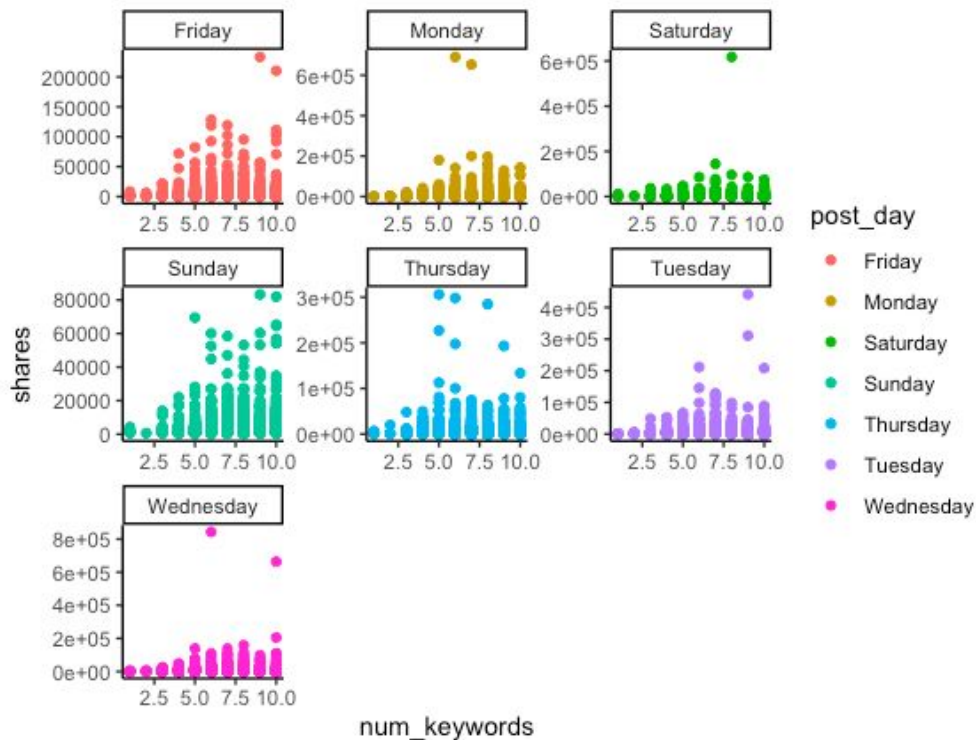 Friday
Monday
Saturday
200000
150000
100000
50000
0
6e+05
4e+05
2e+05
0e+00
6e+05
4e+05
2e+05
0e+00
2.5 5.0 7.5 10.0
2.5 5.0 7.5 10.0
2.5 5.0 7.5 10.0
Sunday
Thursday
Tuesday
80000
60000
40000
20000
0
3e+05
2e+05
1e+05
0e+00
4e+05
3e+05
2e+05
1e+05
0e+00
2.5 5.0 7.5 10.0
2.5 5.0 7.5 10.0
2.5 5.0 7.5 10.0
Wednesday
8e+05
6e+05
4e+05
2e+05
0e+00
2.5 5.0 7.5 10.0
shares
num_keywords
post_day
Friday
Monday
Saturday
Sunday
Thursday
Tuesday
Wednesday